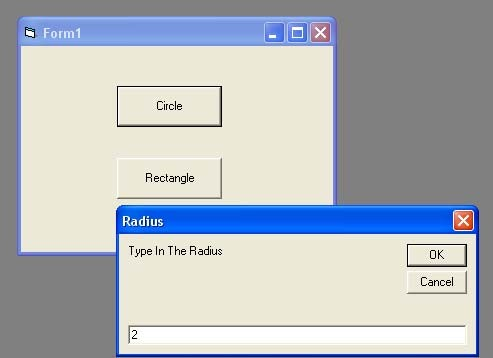 Form1
Circle
Rectangle
Radius
Type In The Radius
OK
Cancel
2